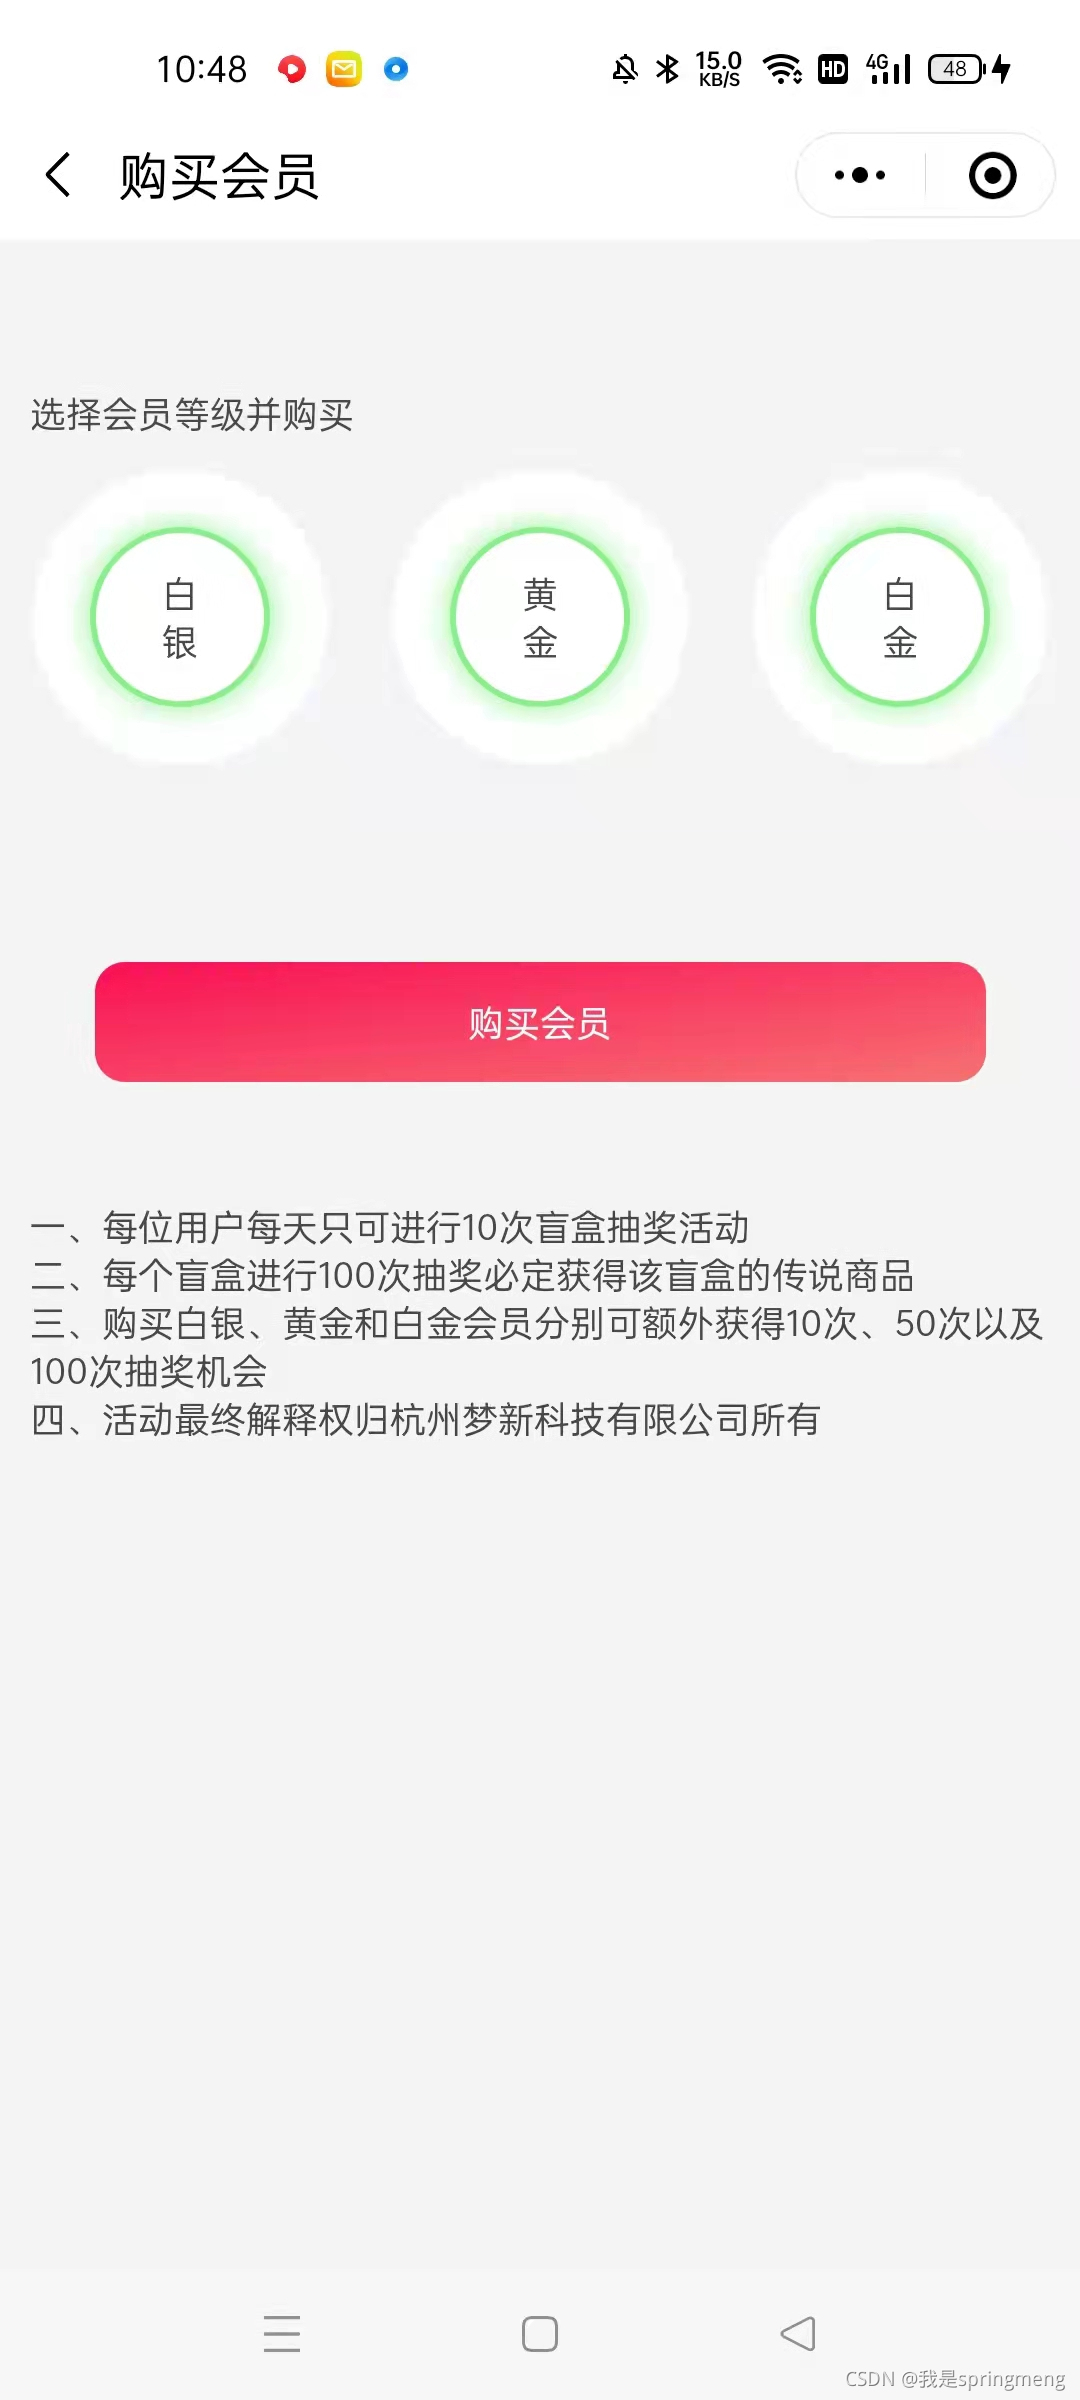 10:48
15.0
KB/S
HD
4G
48
购买会员
选择会员等级并购买
白
银
黄
金
白
金
购买会员
一、每位用户每天只可进行10次盲盒抽奖活动
二、每个盲盒进行100次抽奖必定获得该盲盒的传说商品
三、购买白银、黄金和白金会员分别可额外获得10次、50次以及
100次抽奖机会
四、活动最终解释权归杭州梦新科技有限公司所有
CSDN @我是springmeng